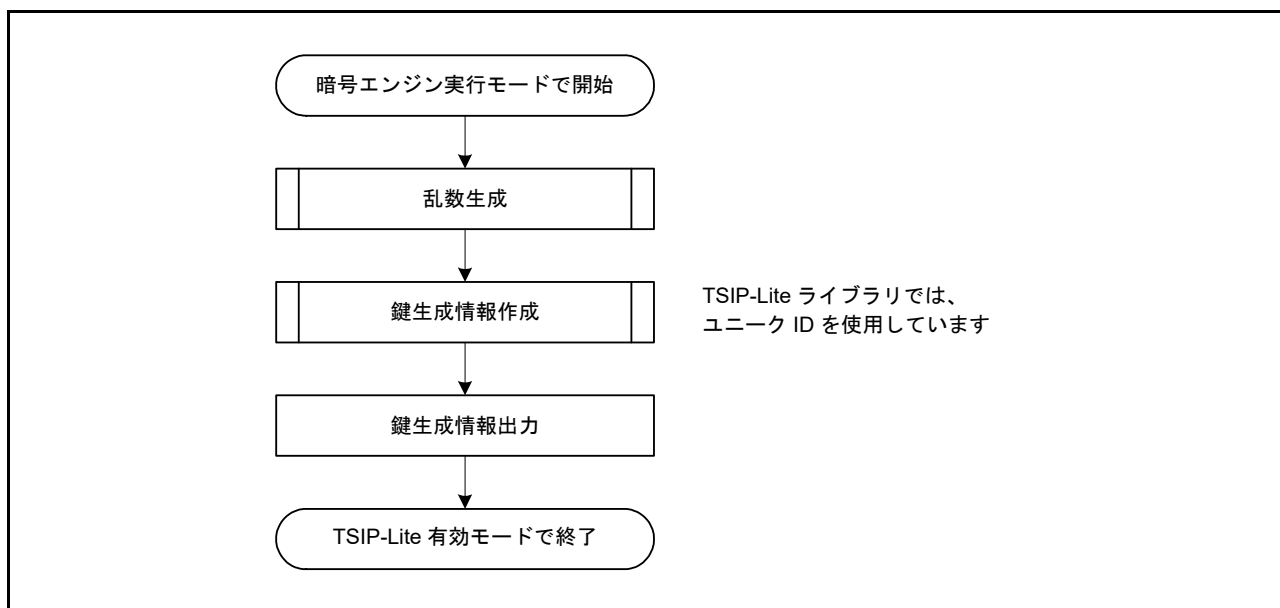 暗号エンジン実行モードで開始
乱数生成
鍵生成情報作成
TSIP-Lite ライブラリでは、
ユニーク ID を使用しています
鍵生成情報出力
TSIP-Lite 有効モードで終了